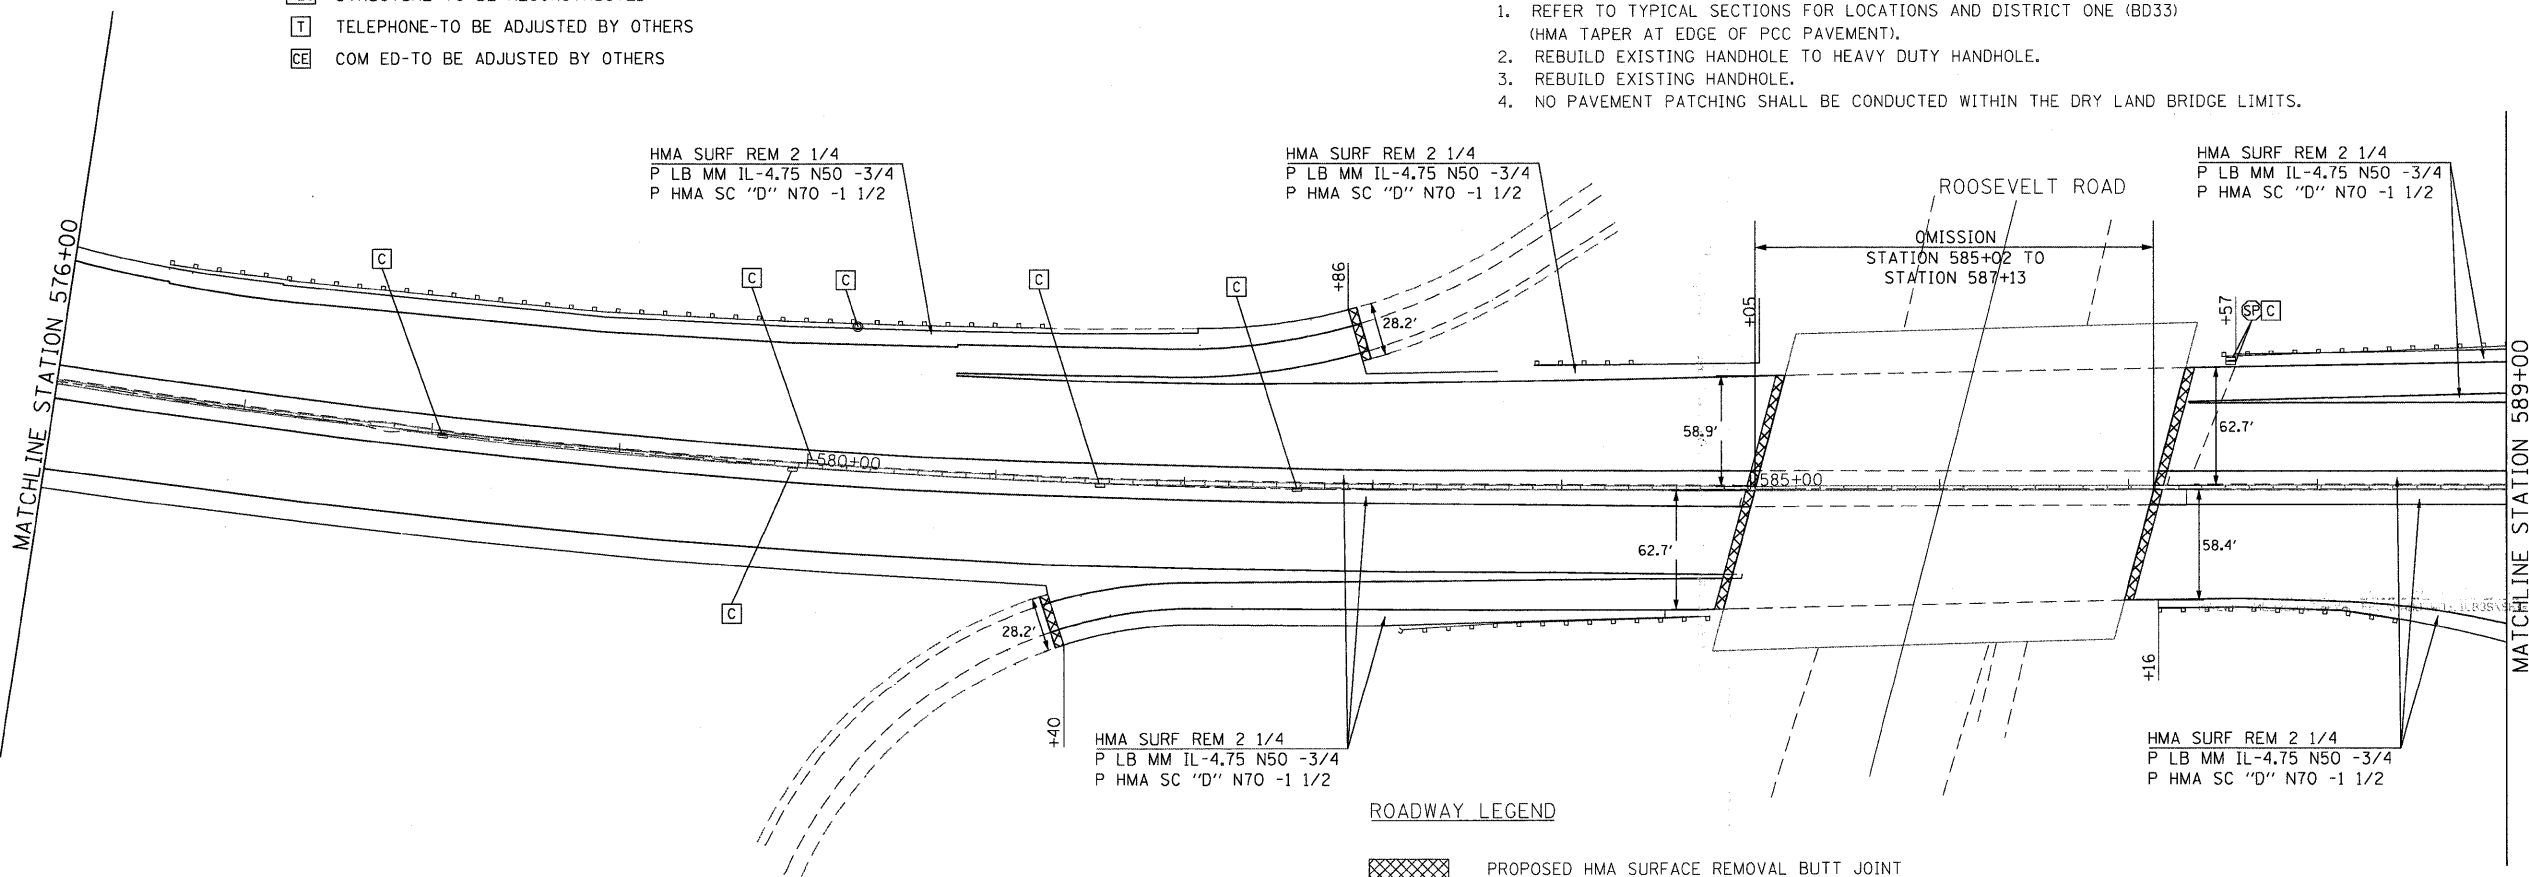 T TELEPHONE-TO BE ADJUSTED BY OTHERS
CE COM ED-TO BE ADJUSTED BY OTHERS
1. REFER TO TYPICAL SECTIONS FOR LOCATIONS AND DISTRICT ONE (BD33)
(HMA TAPER AT EDGE OF PCC PAVEMENT).
2. REBUILD EXISTING HANDHOLE TO HEAVY DUTY HANDHOLE.
3. REBUILD EXISTING HANDHOLE.
4. NO PAVEMENT PATCHING SHALL BE CONDUCTED WITHIN THE DRY LAND BRIDGE LIMITS.
HMA SURF REM 2 1/4
P LB MM IL-4.75 N50 -3/4
P HMA SC "D" N70 -1 1/2
HMA SURF REM 2 1/4
P LB MM IL-4.75 N50 -3/4
P HMA SC "D" N70 -1 1/2
HMA SURF REM 2 1/4
P LB MM IL-4.75 N50 -3/4
P HMA SC "D" N70 -1 1/2
ROOSEVELT ROAD
OMISSION
STATION 585+02 TO
STATION 587+13
MATCHLINE STATION 576+00
C
C
C
C
C
+86
28.2'
+05
+57
SP C
58.9'
62.7'
580+00
585+00
62.7'
58.4'
C
28.2'
+40
+16
MATCHLINE STATION 589+00
HMA SURF REM 2 1/4
P LB MM IL-4.75 N50 -3/4
P HMA SC "D" N70 -1 1/2
HMA SURF REM 2 1/4
P LB MM IL-4.75 N50 -3/4
P HMA SC "D" N70 -1 1/2
ROADWAY LEGEND
PROPOSED HMA SURFACE REMOVAL BUTT JOINT